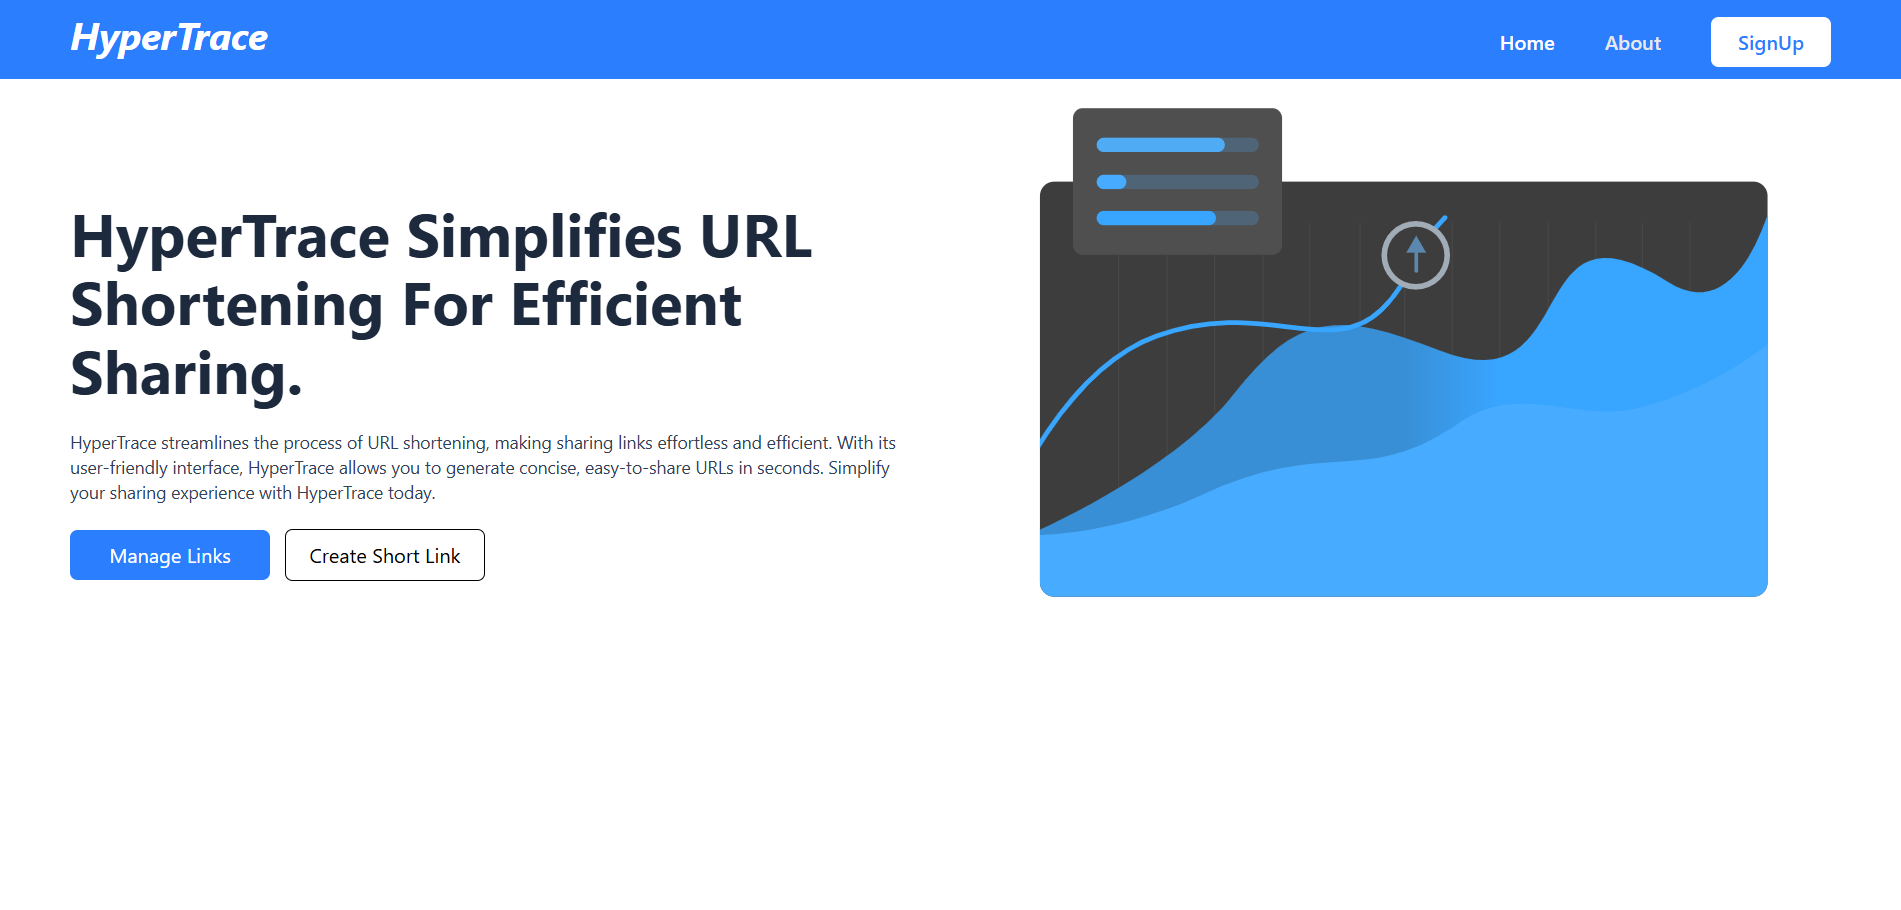 HyperTrace
Home
About
SignUp
HyperTrace Simplifies URL
Shortening For Efficient
Sharing.
HyperTrace streamlines the process of URL shortening, making sharing links effortless and efficient. With its
user-friendly interface, HyperTrace allows you to generate concise, easy-to-share URLs in seconds. Simplify
your sharing experience with HyperTrace today.
Manage Links
Create Short Link